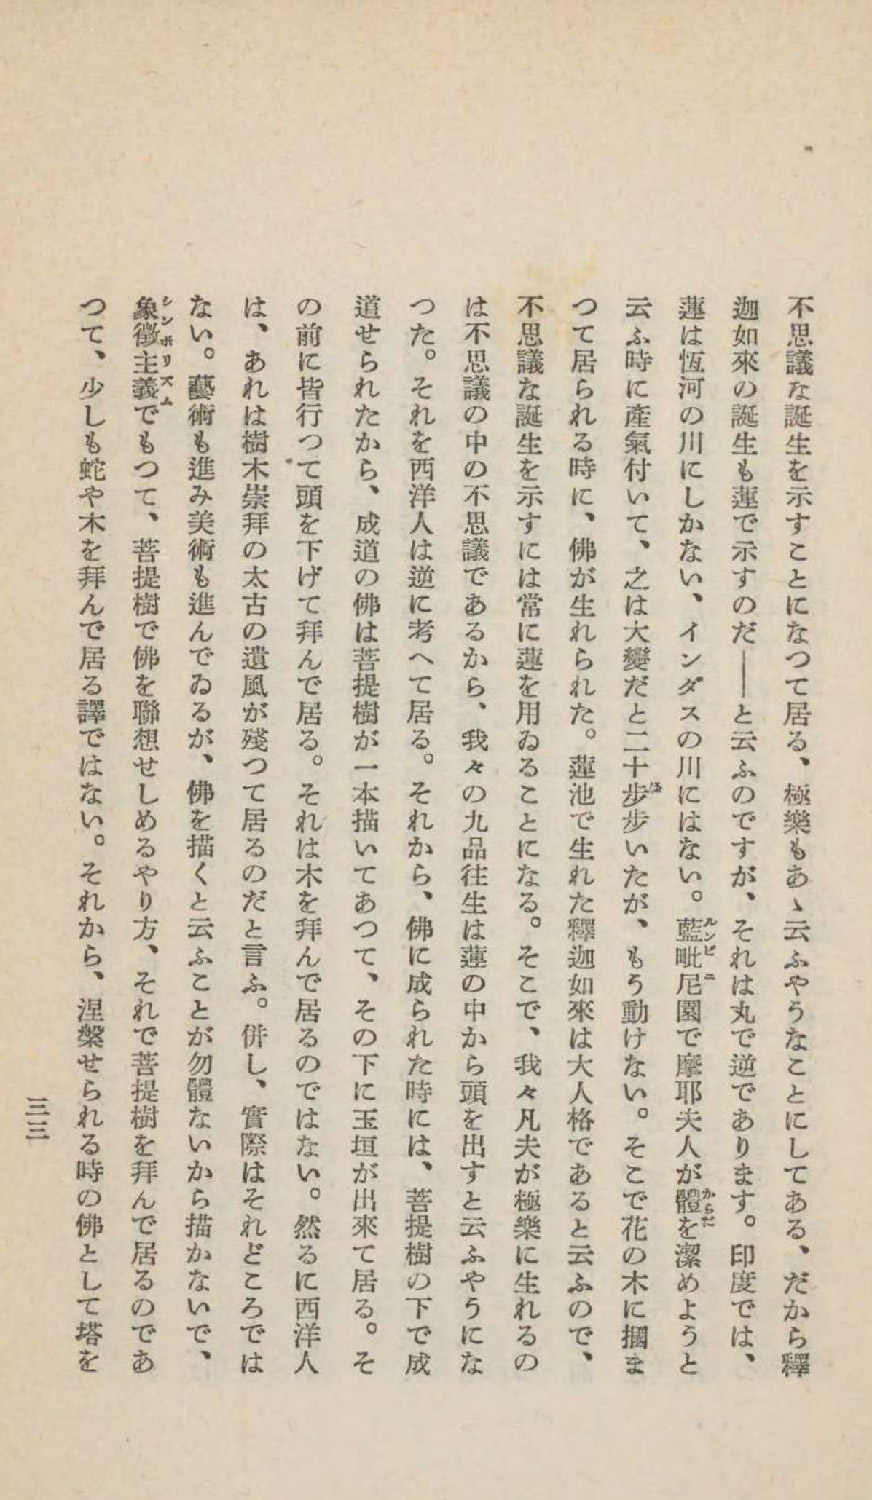 不思議な誕生を示すことになつて居る、極樂もあゝ云ふやうなことにしてある、だから釋
迦如來の誕生も蓮で示すのだ――と云ふのですが、それは丸で逆であります。印度では、
蓮は恆河の川にしかない、インダスの川にはない。藍毗尼園で摩耶夫人が體を潔めようと
云ふ時に產氣付いて、之は大變だと二十步步いたが、もう動けない。そこで花の木に摑ま
つて居られる時に、佛が生れられた。蓮池で生れた釋迦如來は大人格であると云ふので、
不思議な誕生を示すには常に蓮を用ゐることになる。そこで、我々凡夫が極樂に生れるの
は不思議の中の不思議であるから、我々の九品往生は蓮の中から頭を出すと云ふやうにな
つた。それを西洋人は逆に考へて居る。それから、佛に成られた時には、菩提樹の下で成
道せられたから、成道の佛は菩提樹が一本描いてあつて、その下に玉垣が出來て居る。そ
の前に皆行つて頭を下げて拜んで居る。それは木を拜んで居るのではない。然るに西洋人
は、あれは樹木崇拜の太古の遺風が殘つて居るのだと言ふ。併し、實際はそれどころでは
ない。藝術も進み美術も進んでゐるが、佛を描くと云ふことが勿體ないから描かないで、
象徵主義でもつて、菩提樹で佛を聯想せしめるやり方、それで菩提樹を拜んで居るのであ
つて、少しも蛇や木を拜んで居る譯ではない。それから、涅槃せられる時の佛として塔を
三三
ルンビニ
からだ
ほ
シンボリズム